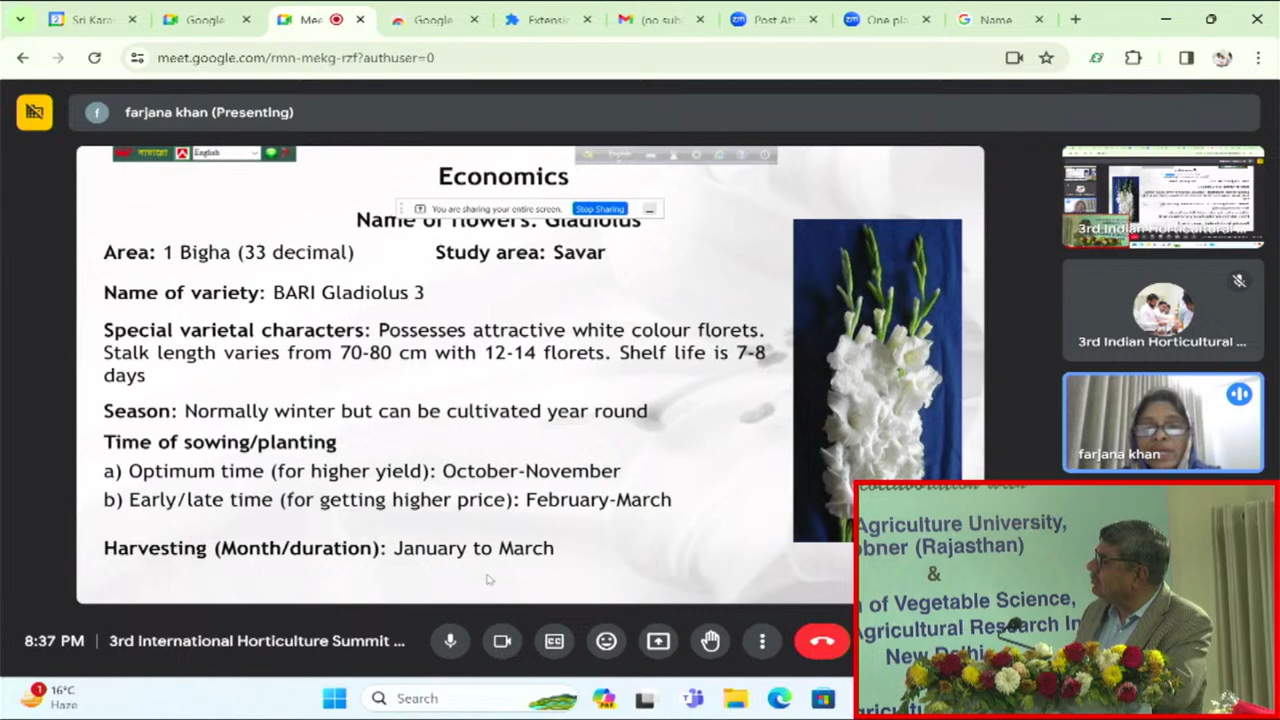 Sri Kara
Google
Mee
Google
Extensi
(no sub
Post Att
One pla
Name
meet.google.com/rmn-mekg-rzf?authuser=0
farjana khan (Presenting)
English
Economics
You are sharing your entire screen.
Stop Sharing
Name of flowers: Gladiolus
Area: 1 Bigha (33 decimal)
Study area: Savar
Name of variety: BARI Gladiolus 3
Special varietal characters: Possesses attractive white colour florets.
Stalk length varies from 70-80 cm with 12-14 florets. Shelf life is 7-8
days
Season: Normally winter but can be cultivated year round
Time of sowing/planting
a) Optimum time (for higher yield): October-November
b) Early/late time (for getting higher price): February-March
Harvesting (Month/duration): January to March
3rd Indian Horticultural ...
3rd Indian Horticultural ...
farjana khan
collaboration with
Agriculture University,
obner (Rajasthan)
&
n of Vegetable Science,
Agricultural Research In
New Delhi
8:37 PM
3rd International Horticulture Summit ...
1
16°C
Haze
Search